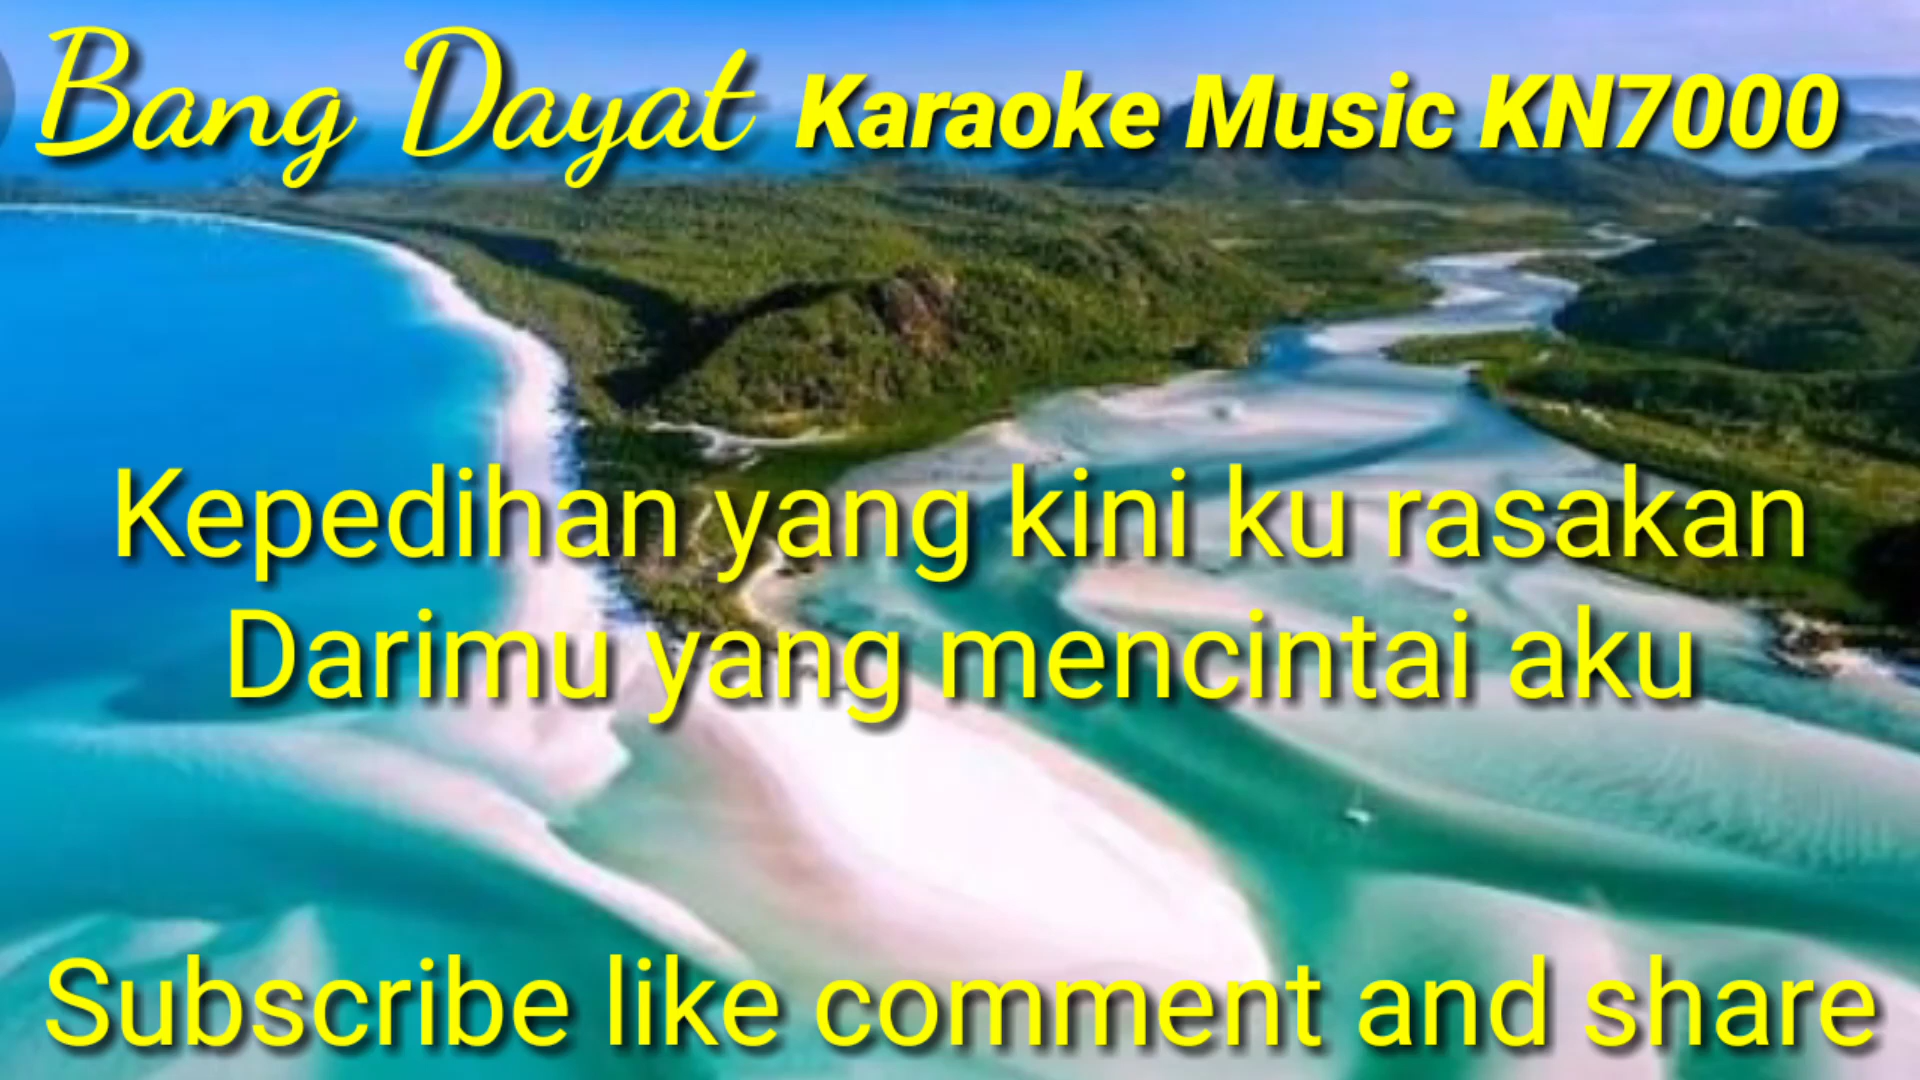 Bang Dayat Karaoke Music KN7000
Kepedihan yang kini ku rasakan
Darimu yang mencintai aku
Subscribe like comment and share